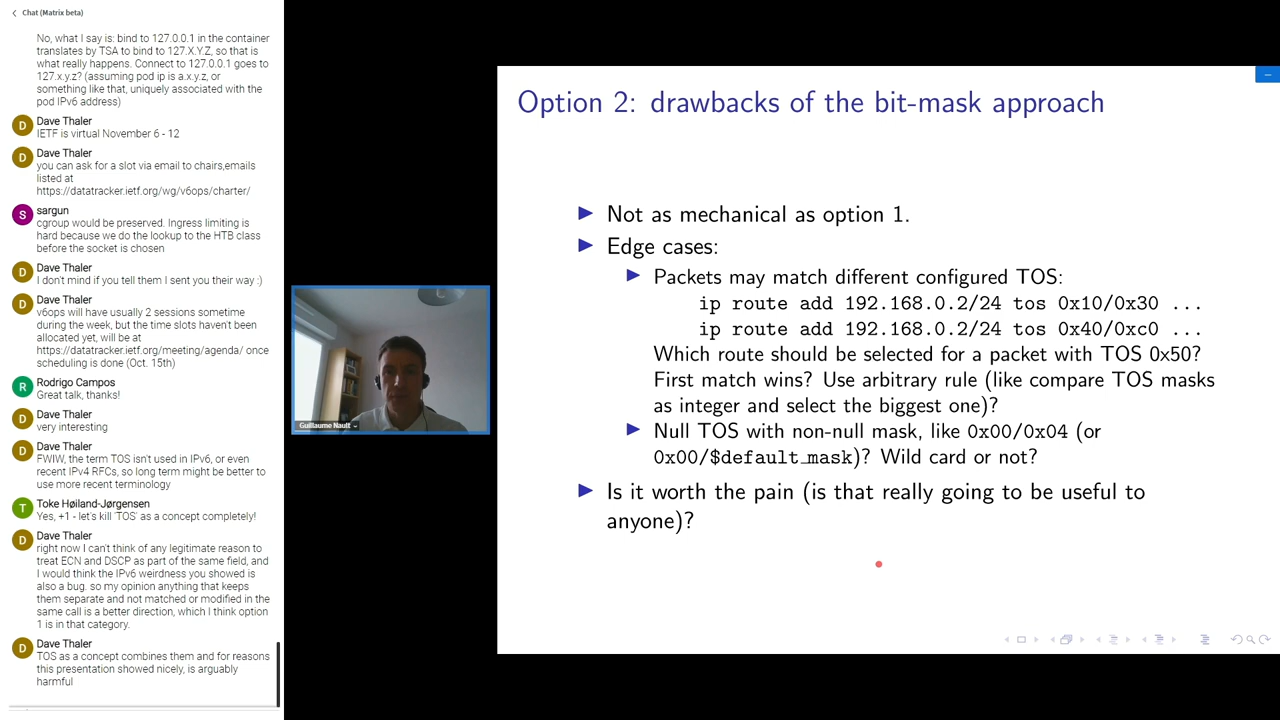 Chat (Matrix beta)
No, what I say is: bind to 127.0.0.1 in the container
translates by TSA to bind to 127.X.Y.Z, so that is
what really happens. Connect to 127.0.0.1 goes to
127.x.y.z? (assuming pod ip is a.x.y.z, or
something like that, uniquely associated with the
pod IPv6 address)
D
Dave Thaler
IETF is virtual November 6 - 12
D
Dave Thaler
you can ask for a slot via email to chairs,emails
listed at
https://datatracker.ietf.org/wg/v6ops/charter/
S
sargun
cgroup would be preserved. Ingress limiting is
hard because we do the lookup to the HTB class
before the socket is chosen
D
Dave Thaler
I don't mind if you tell them I sent you their way :)
D
Dave Thaler
v6ops will have usually 2 sessions sometime
during the week, but the time slots haven't been
allocated yet, will be at
https://datatracker.ietf.org/meeting/agenda/ once
scheduling is done (Oct. 15th)
R
Rodrigo Campos
Great talk, thanks!
D
Dave Thaler
very interesting
D
Dave Thaler
FWIW, the term TOS isn't used in IPv6, or even
recent IPv4 RFCs, so long term might be better to
use more recent terminology
T
Toke Høiland-Jørgensen
Yes, +1 - let's kill 'TOS' as a concept completely!
D
Dave Thaler
right now I can't think of any legitimate reason to
treat ECN and DSCP as part of the same field, and
I would think the IPv6 weirdness you showed is
also a bug. so my opinion anything that keeps
them separate and not matched or modified in the
same call is a better direction, which I think option
1 is in that category.
D
Dave Thaler
TOS as a concept combines them and for reasons
this presentation showed nicely, is arguably
harmful
Guillaume Nault
Option 2: drawbacks of the bit-mask approach
Not as mechanical as option 1.
Edge cases:
Packets may match different configured TOS:
ip route add 192.168.0.2/24 tos 0x10/0x30 ...
ip route add 192.168.0.2/24 tos 0x40/0xc0 ...
Which route should be selected for a packet with TOS 0x50?
First match wins? Use arbitrary rule (like compare TOS masks
as integer and select the biggest one)?
Null TOS with non-null mask, like 0x00/0x04 (or
0x00/$default_mask)? Wild card or not?
Is it worth the pain (is that really going to be useful to
anyone)?